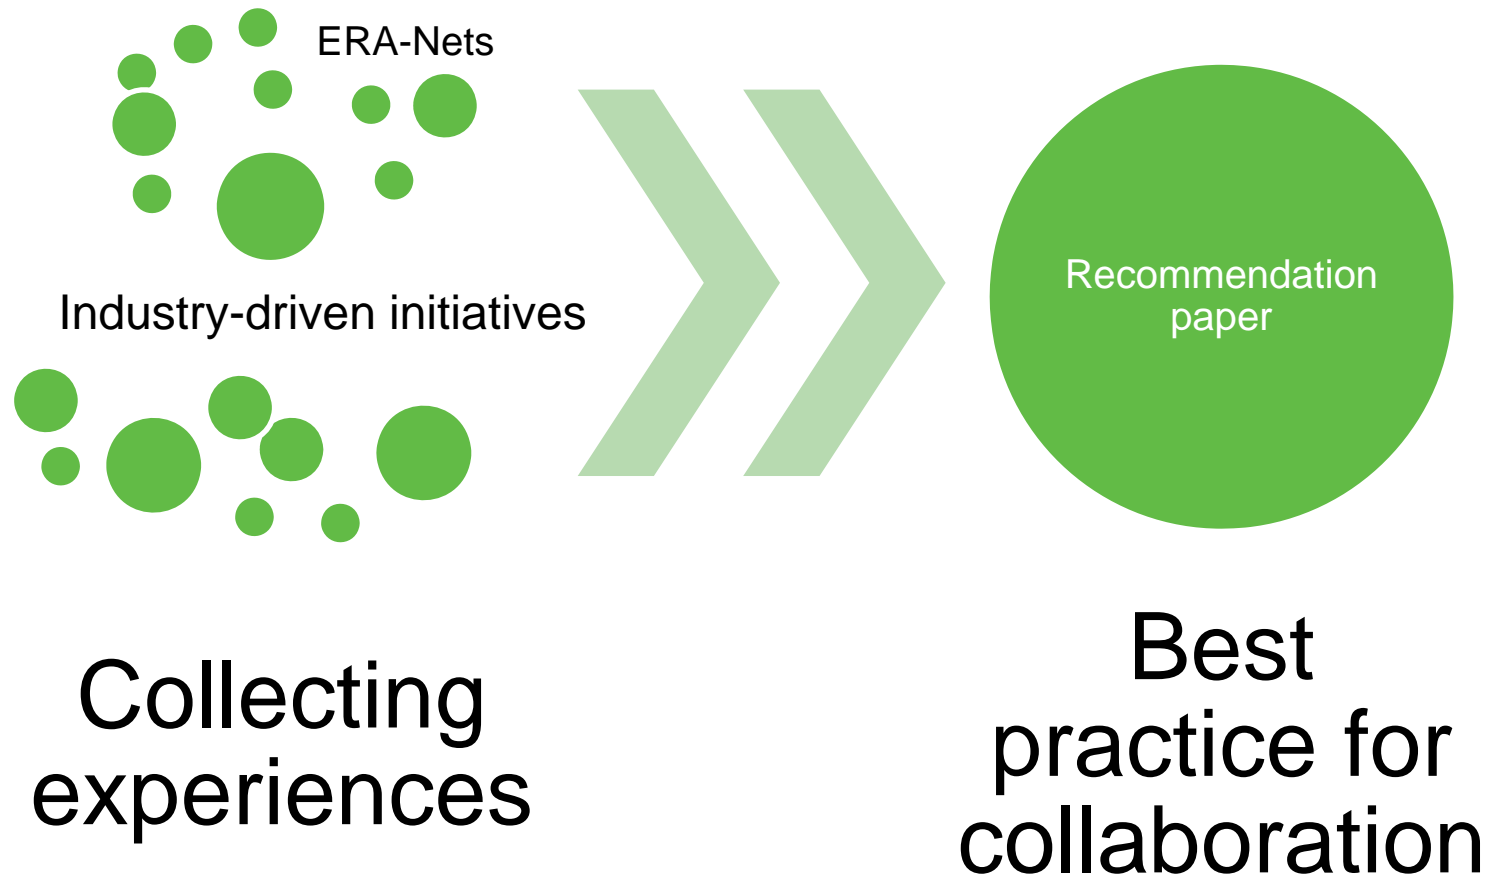 ERA-Nets
Industry-driven initiatives
Recommendation
paper
Collecting
experiences
Best
practice for
collaboration